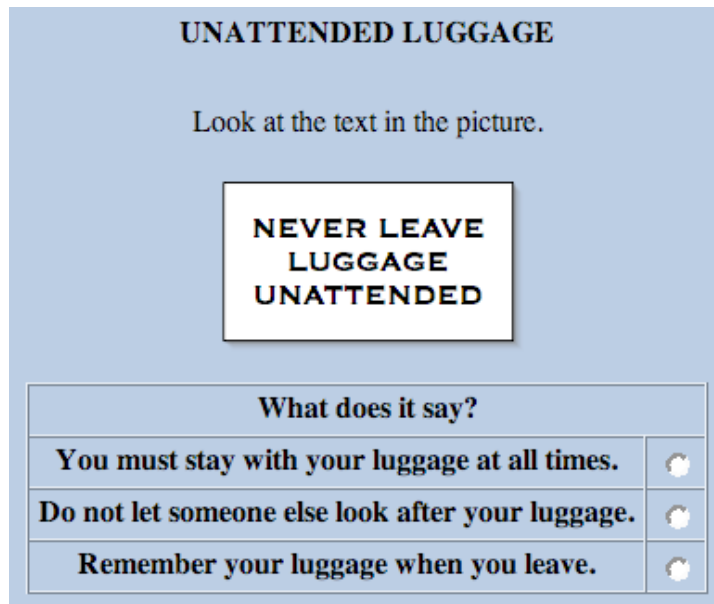 UNATTENDED LUGGAGE
Look at the text in the picture.
NEVER LEAVE
LUGGAGE
UNATTENDED
What does it say?
You must stay with your luggage at all times.
Do not let someone else look after your luggage.
Remember your luggage when you leave.